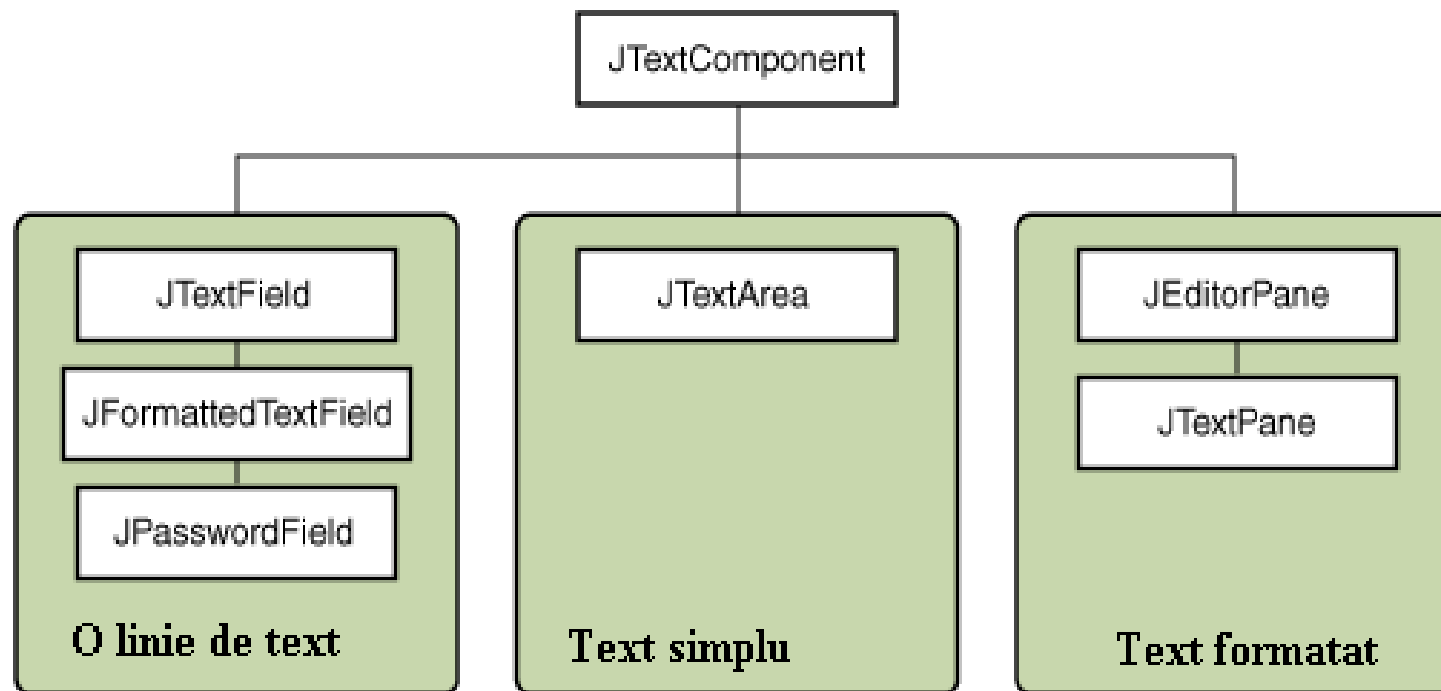 JTextComponent
JTextField
JFormattedTextField
JPasswordField
O linie de text
JTextArea
Text simplu
JEditorPane
JTextPane
Text formatat